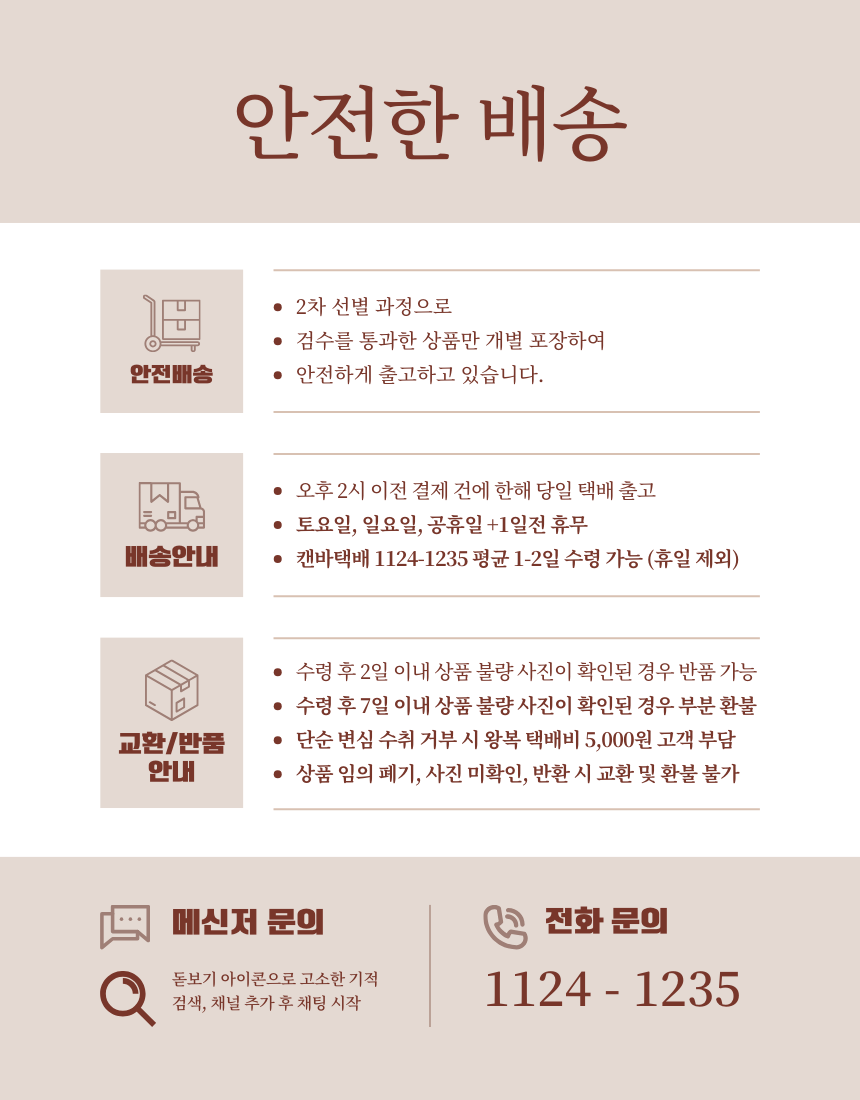 안전한 배송
안전배송
2차 선별 과정으로
검수를 통과한 상품만 개별 포장하여
안전하게 출고하고 있습니다.
배송안내
오후 2시 이전 결제 건에 한해 당일 택배 출고
토요일, 일요일, 공휴일 +1일전 휴무
캔바택배 1124-1235 평균 1-2일 수령 가능 (휴일 제외)
교환/반품
안내
수령 후 2일 이내 상품 불량 사진이 확인된 경우 반품 가능
수령 후 7일 이내 상품 불량 사진이 확인된 경우 부분 환불
단순 변심 수취 거부 시 왕복 택배비 5,000원 고객 부담
상품 임의 폐기, 사진 미확인, 반환 시 교환 및 환불 불가
메신저 문의
돋보기 아이콘으로 고소한 기적
검색, 채널 추가 후 채팅 시작
전화 문의
1124 - 1235